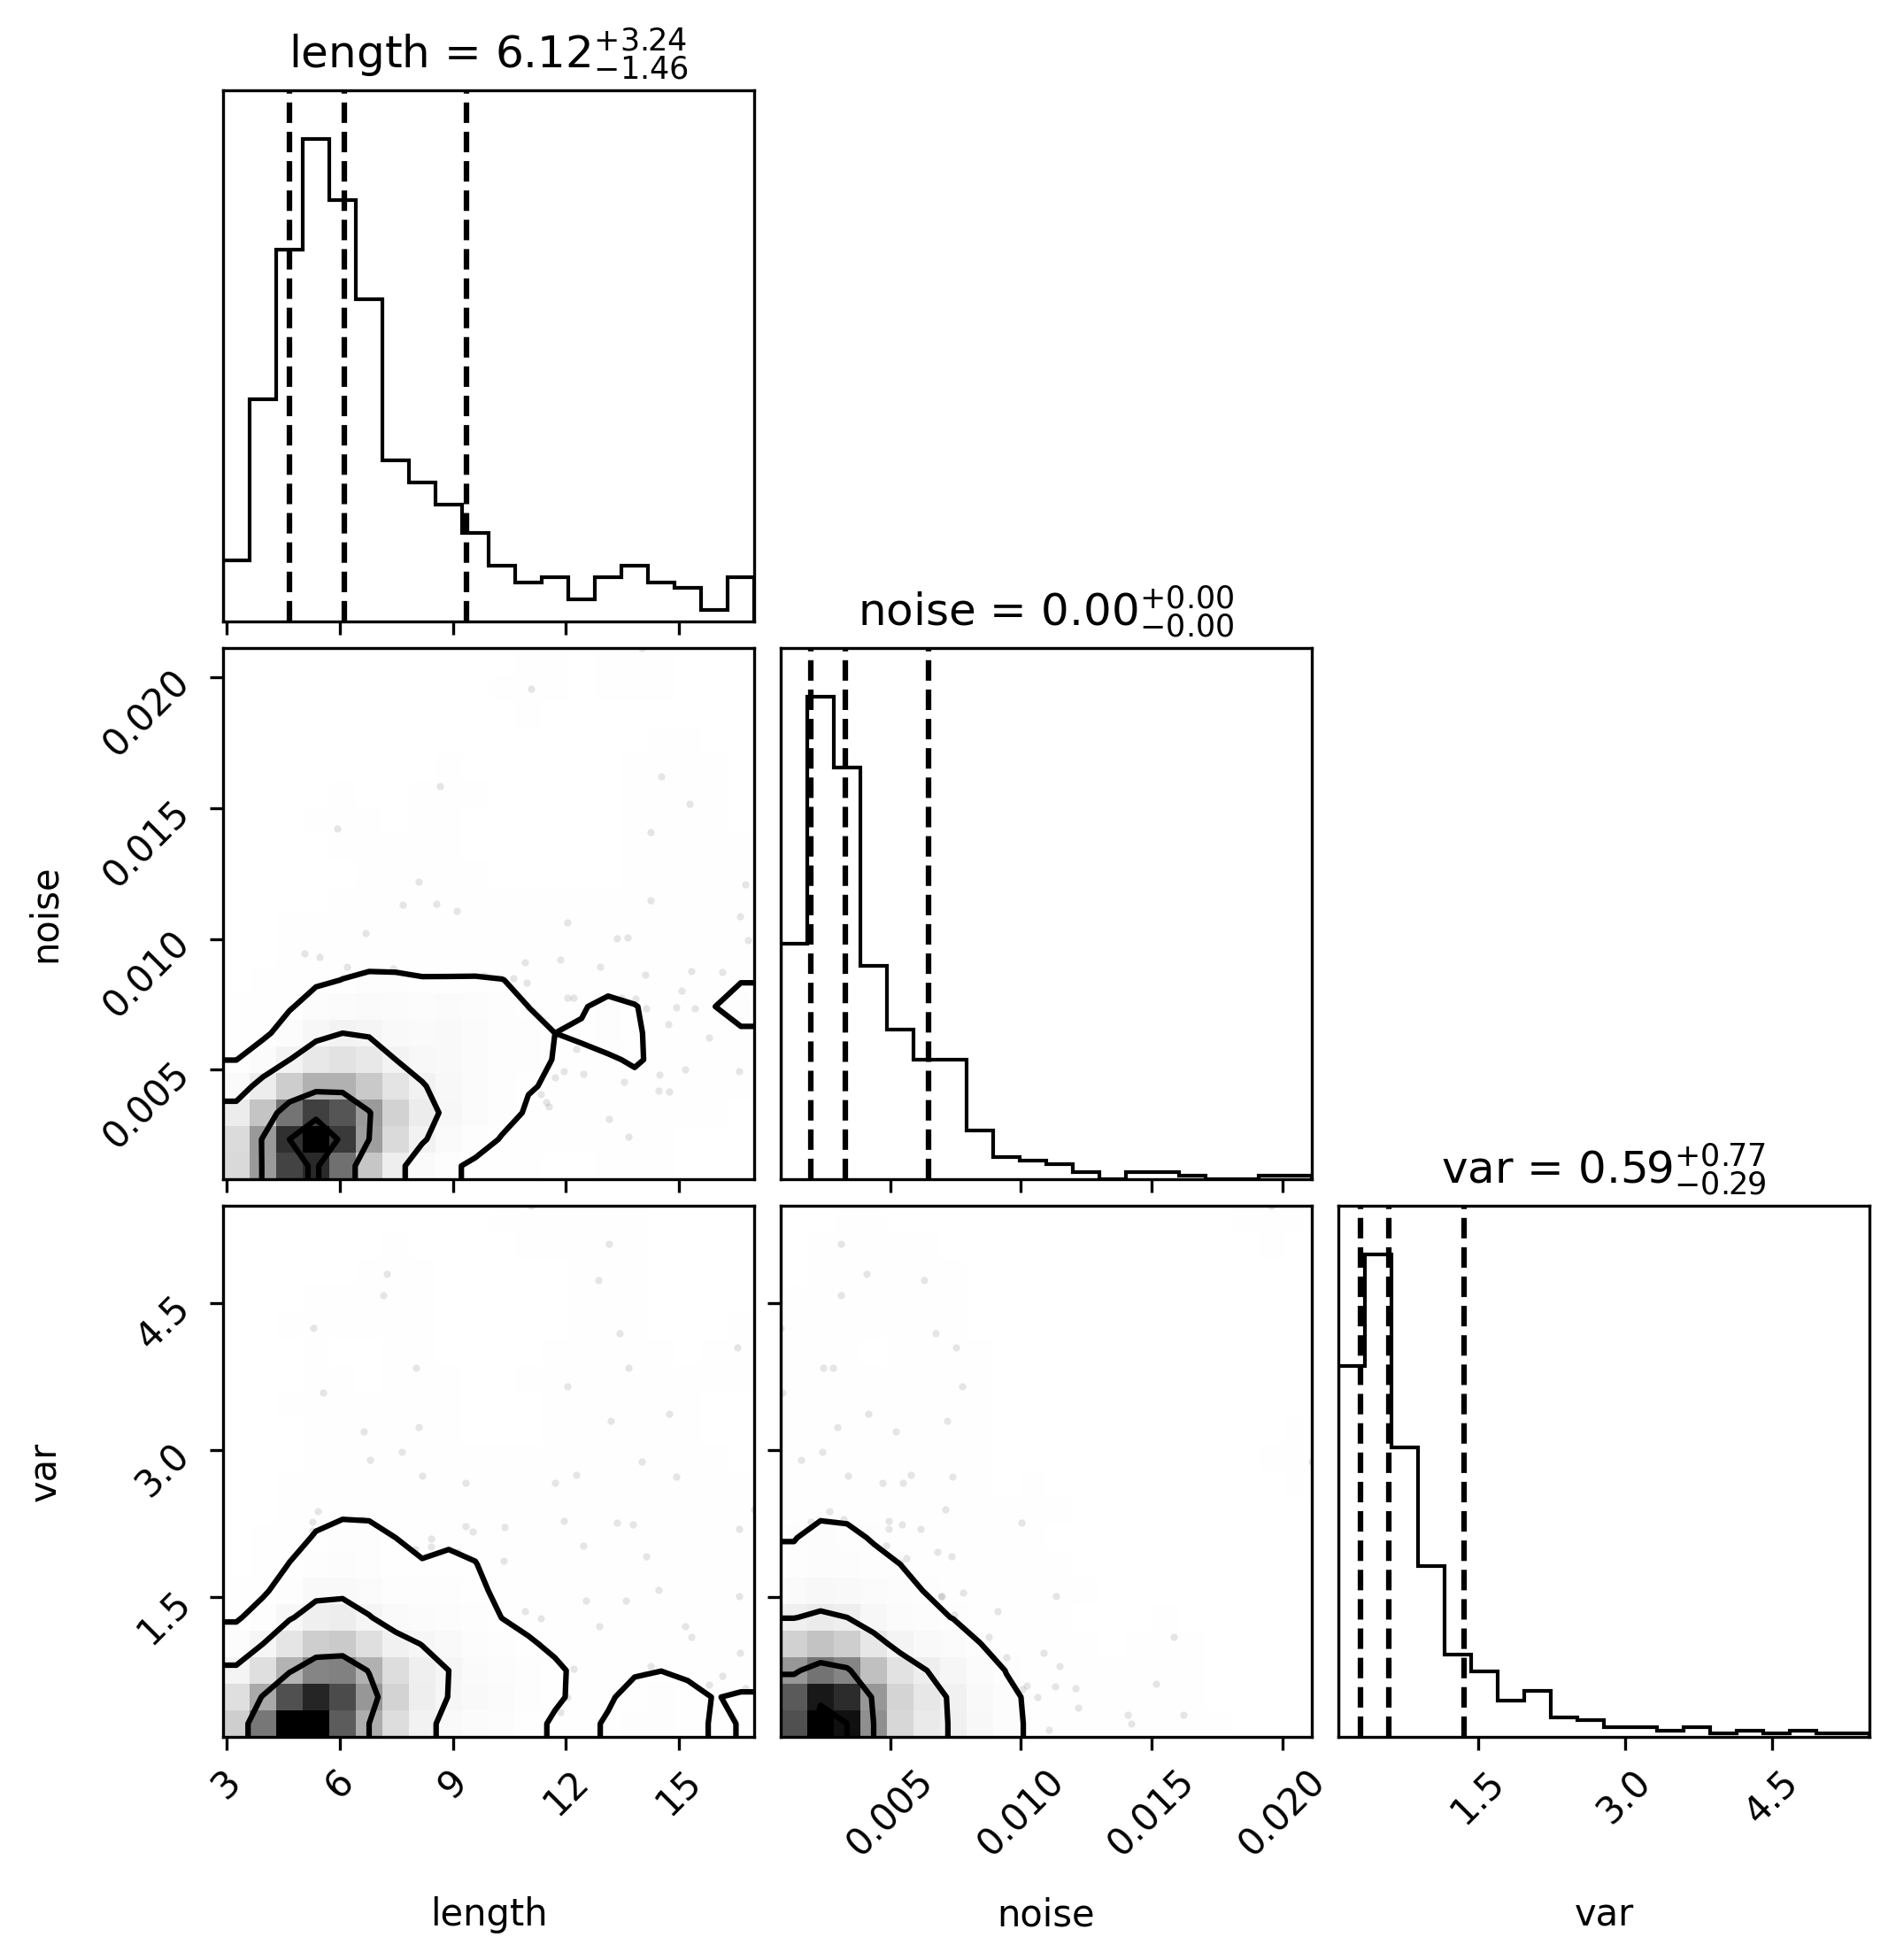 length = 6.12 +3.24 −1.46
noise = 0.00 +0.00 −0.00
0.020
0.015
0.010
0.005
noise
var = 0.59 +0.77 −0.29
4.5
3.0
1.5
var
3 6 9 12 15
0.005 0.010 0.015 0.020
1.5 3.0 4.5
length
noise
var